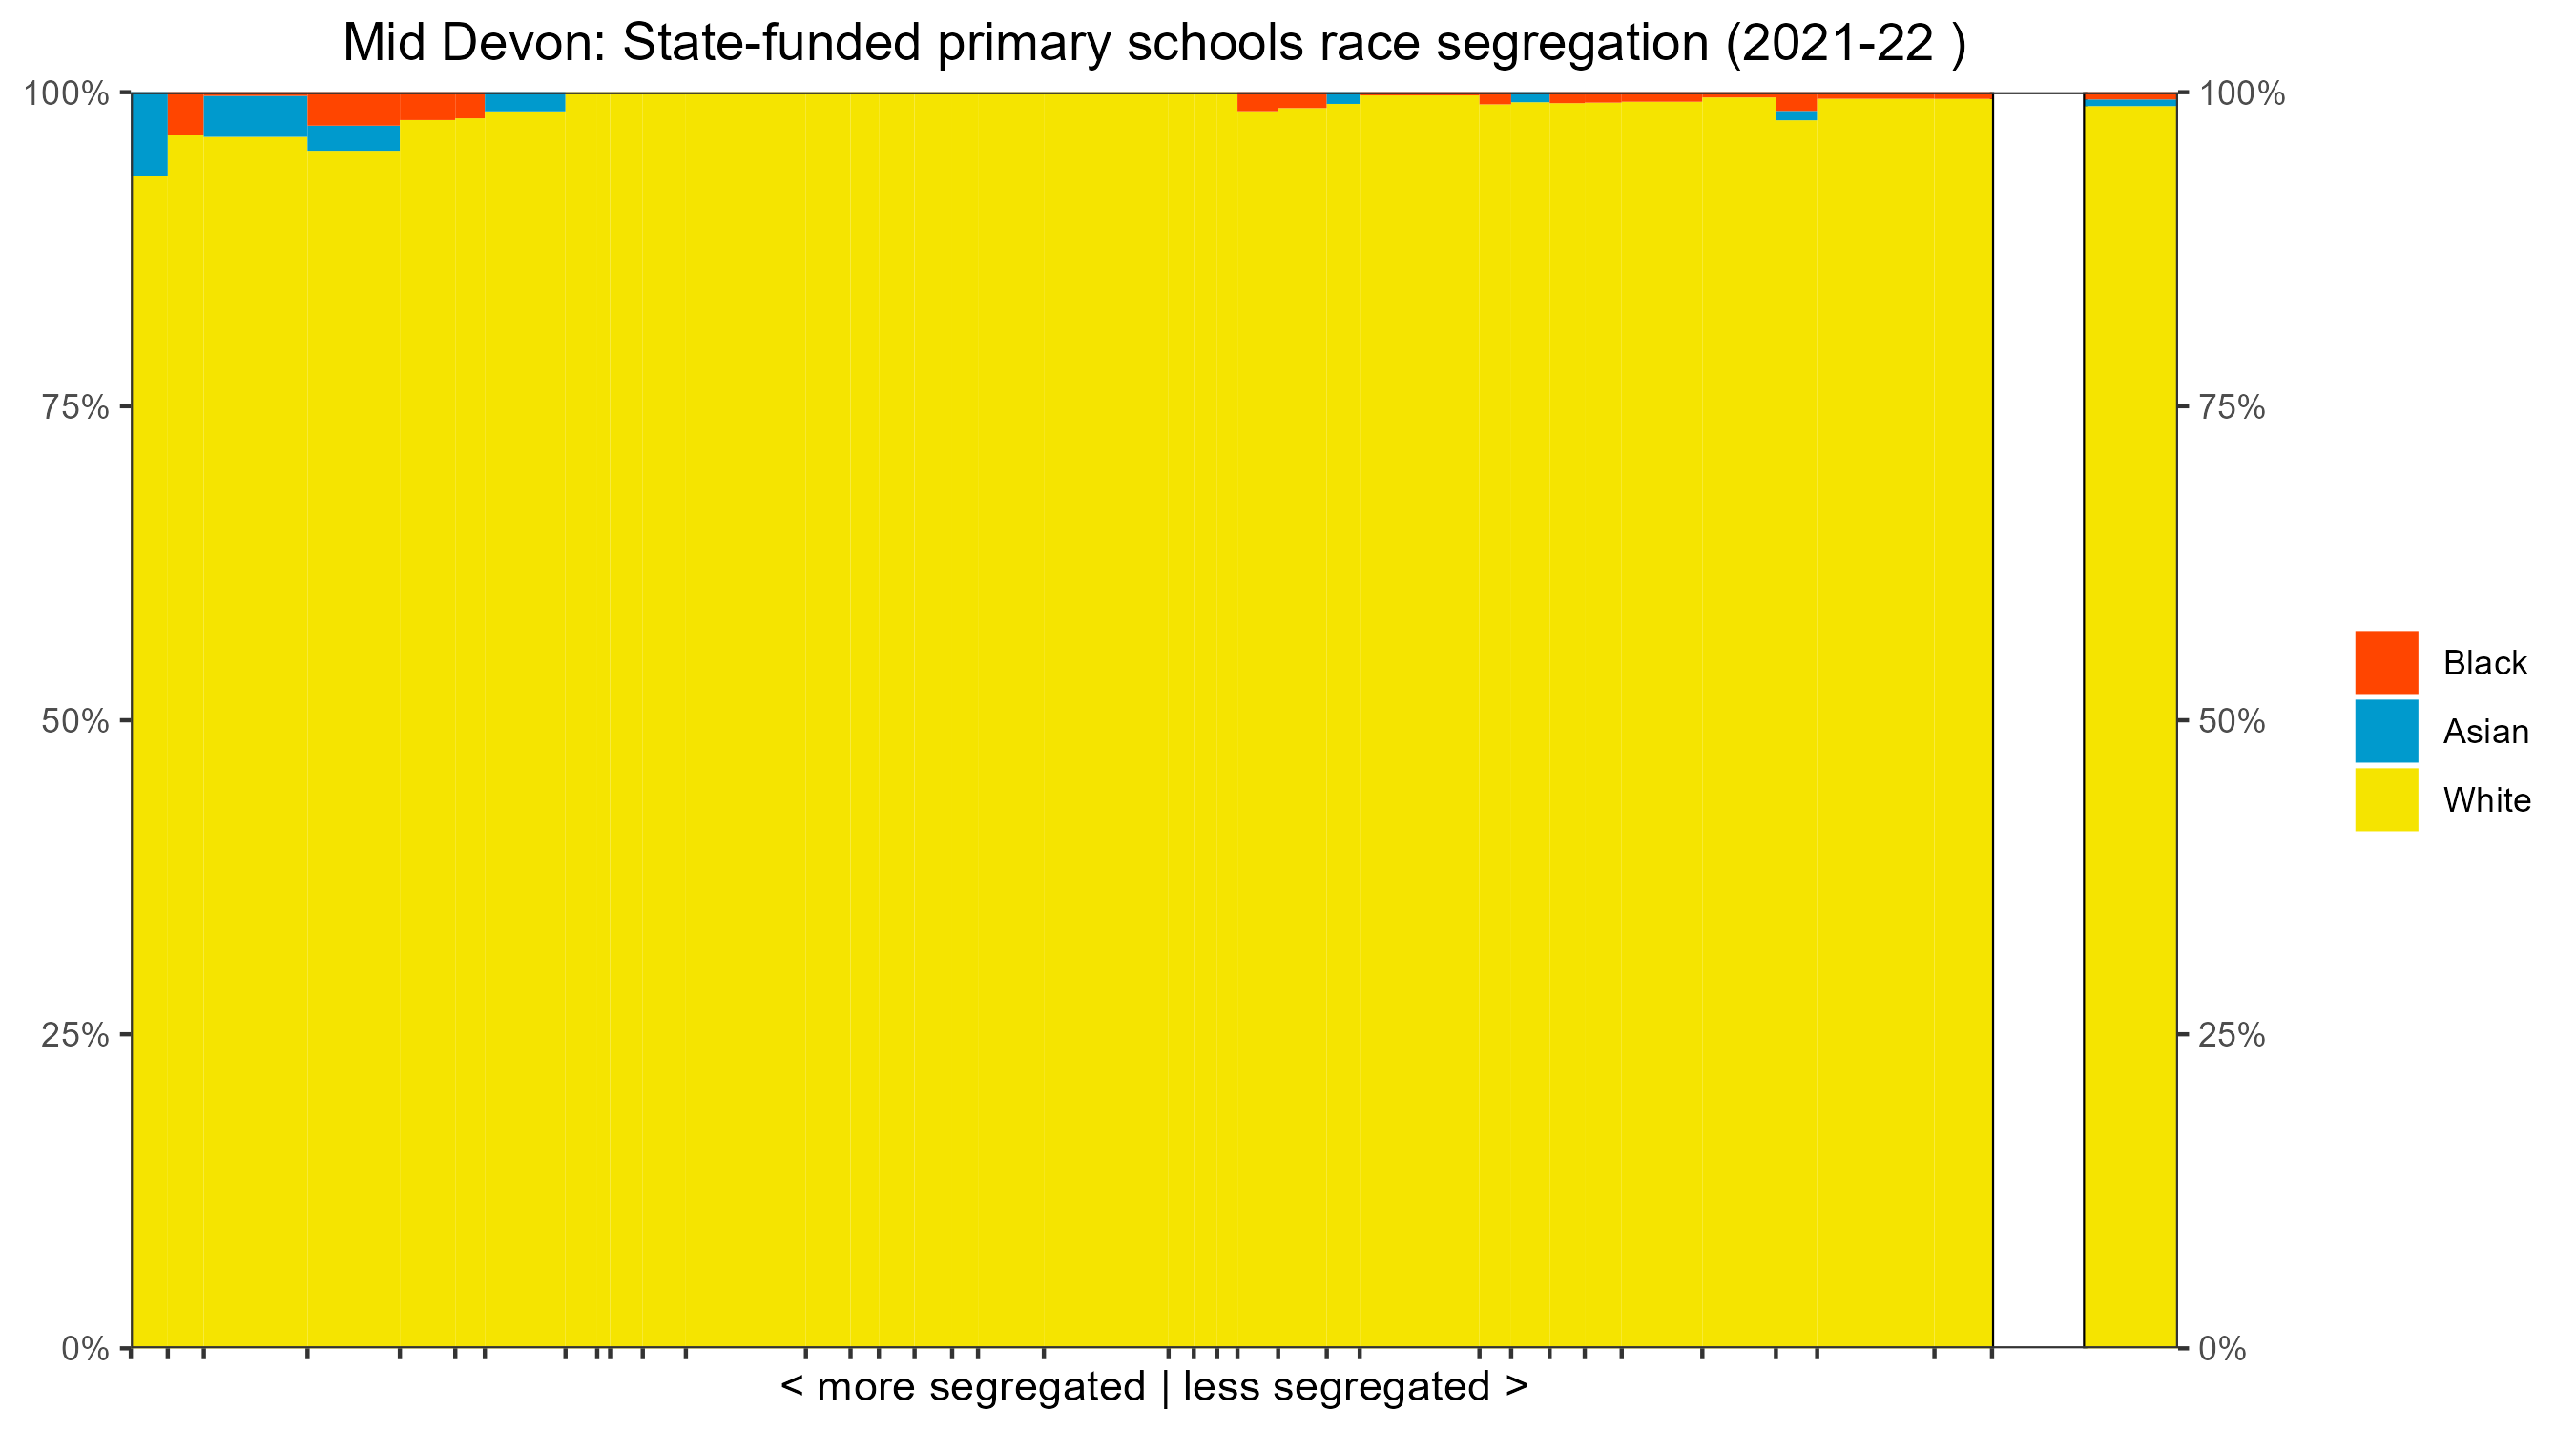 Mid Devon: State-funded primary schools race segregation (2021-22 )
100%
75%
50%
25%
0%
100%
75%
50%
25%
0%
Black
Asian
White
< more segregated | less segregated >